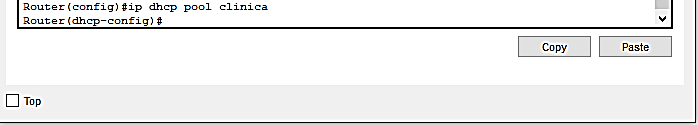 Router(config)#ip dhcp pool clinica
Router(dhcp-config)#
Copy Paste
Top